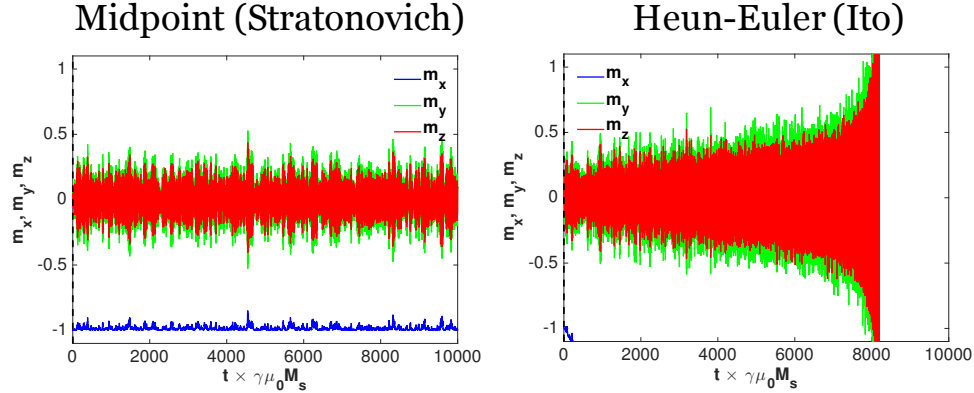 Midpoint (Stratonovich)
1
0.5
0
-0.5
-1
m_x, m_y, m_z
m_x
m_y
m_z
0 2000 4000 6000 8000 10000
t × γμ₀M_s
Heun-Euler (Ito)
1
0.5
0
-0.5
-1
m_x, m_y, m_z
m_x
m_y
m_z
0 2000 4000 6000 8000 10000
t × γμ₀M_s